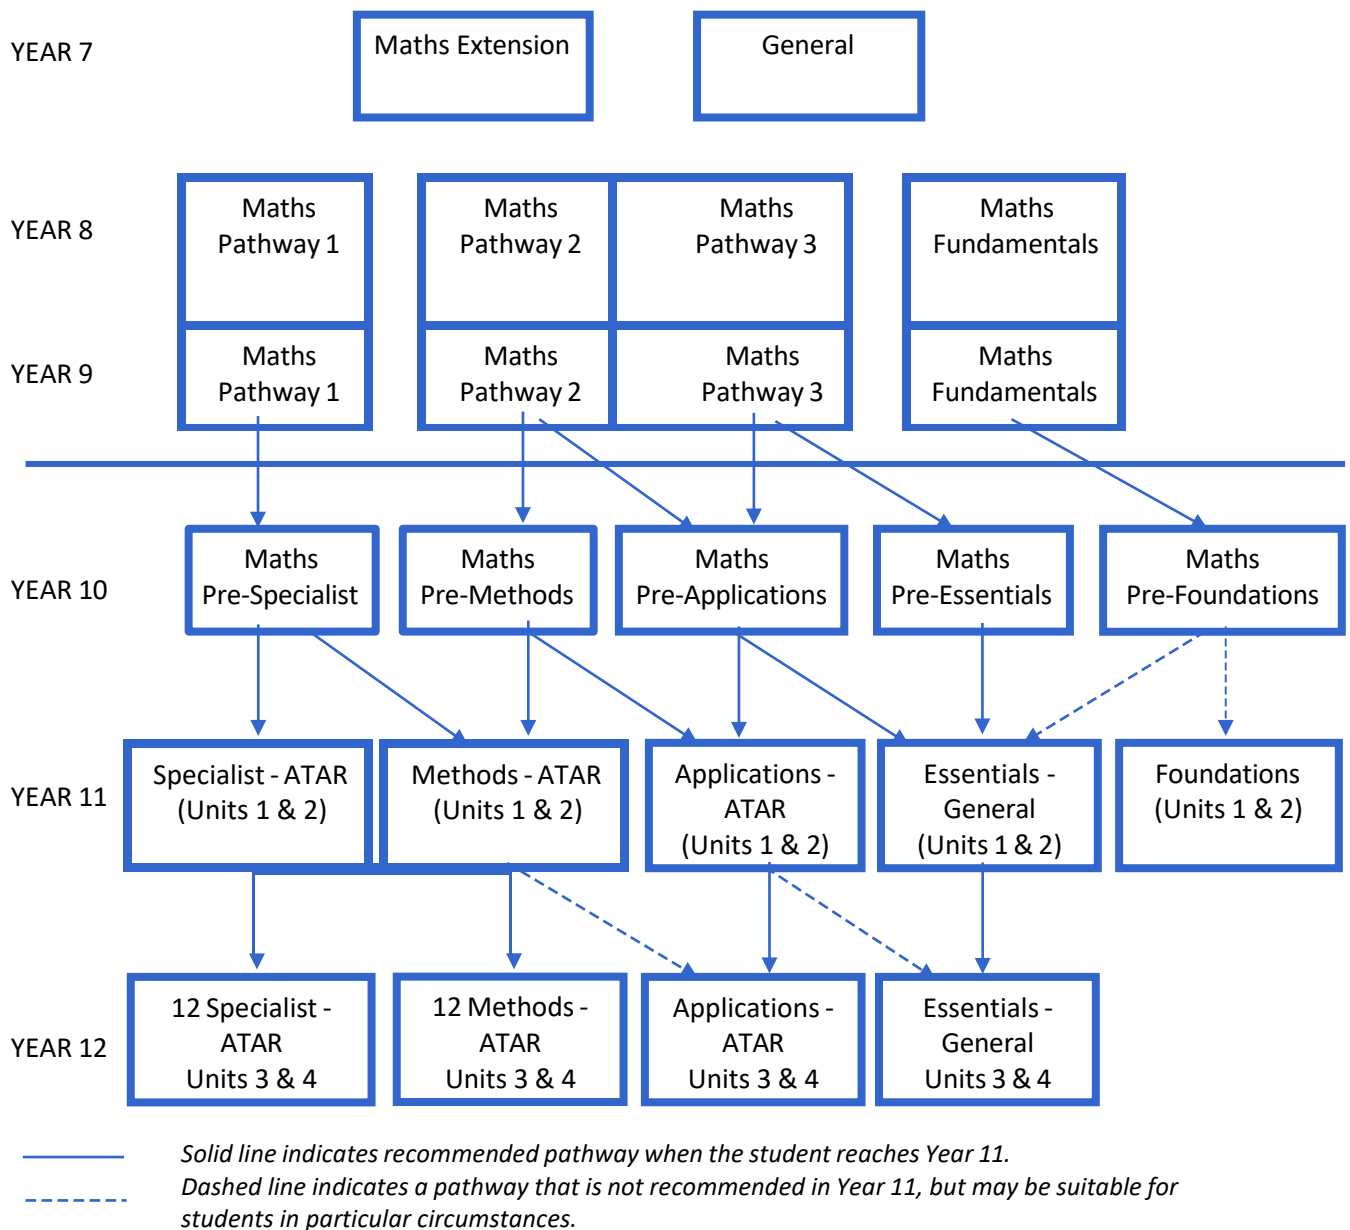 YEAR 7
Maths Extension
General
YEAR 8
Maths
Pathway 1
Maths
Pathway 2
Maths
Pathway 3
Maths
Fundamentals
YEAR 9
Maths
Pathway 1
Maths
Pathway 2
Maths
Pathway 3
Maths
Fundamentals
YEAR 10
Maths
Pre-Specialist
Maths
Pre-Methods
Maths
Pre-Applications
Maths
Pre-Essentials
Maths
Pre-Foundations
YEAR 11
Specialist - ATAR
(Units 1 & 2)
Methods - ATAR
(Units 1 & 2)
Applications -
ATAR
(Units 1 & 2)
Essentials -
General
(Units 1 & 2)
Foundations
(Units 1 & 2)
YEAR 12
12 Specialist -
ATAR
Units 3 & 4
12 Methods -
ATAR
Units 3 & 4
Applications -
ATAR
Units 3 & 4
Essentials -
General
Units 3 & 4
Solid line indicates recommended pathway when the student reaches Year 11.
Dashed line indicates a pathway that is not recommended in Year 11, but may be suitable for
students in particular circumstances.